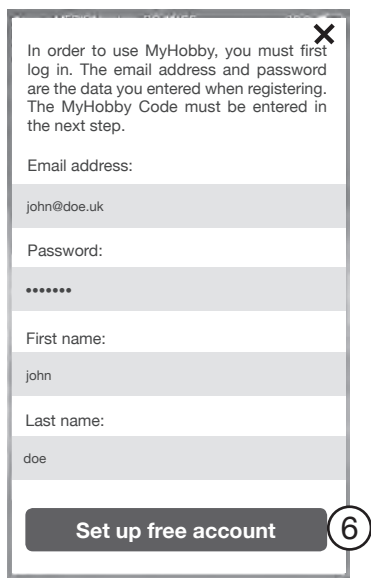 In order to use MyHobby, you must first
log in. The email address and password
are the data you entered when registering.
The MyHobby Code must be entered in
the next step.
Email address:
john@doe.uk
Password:
•••••••
First name:
john
Last name:
doe
Set up free account
6